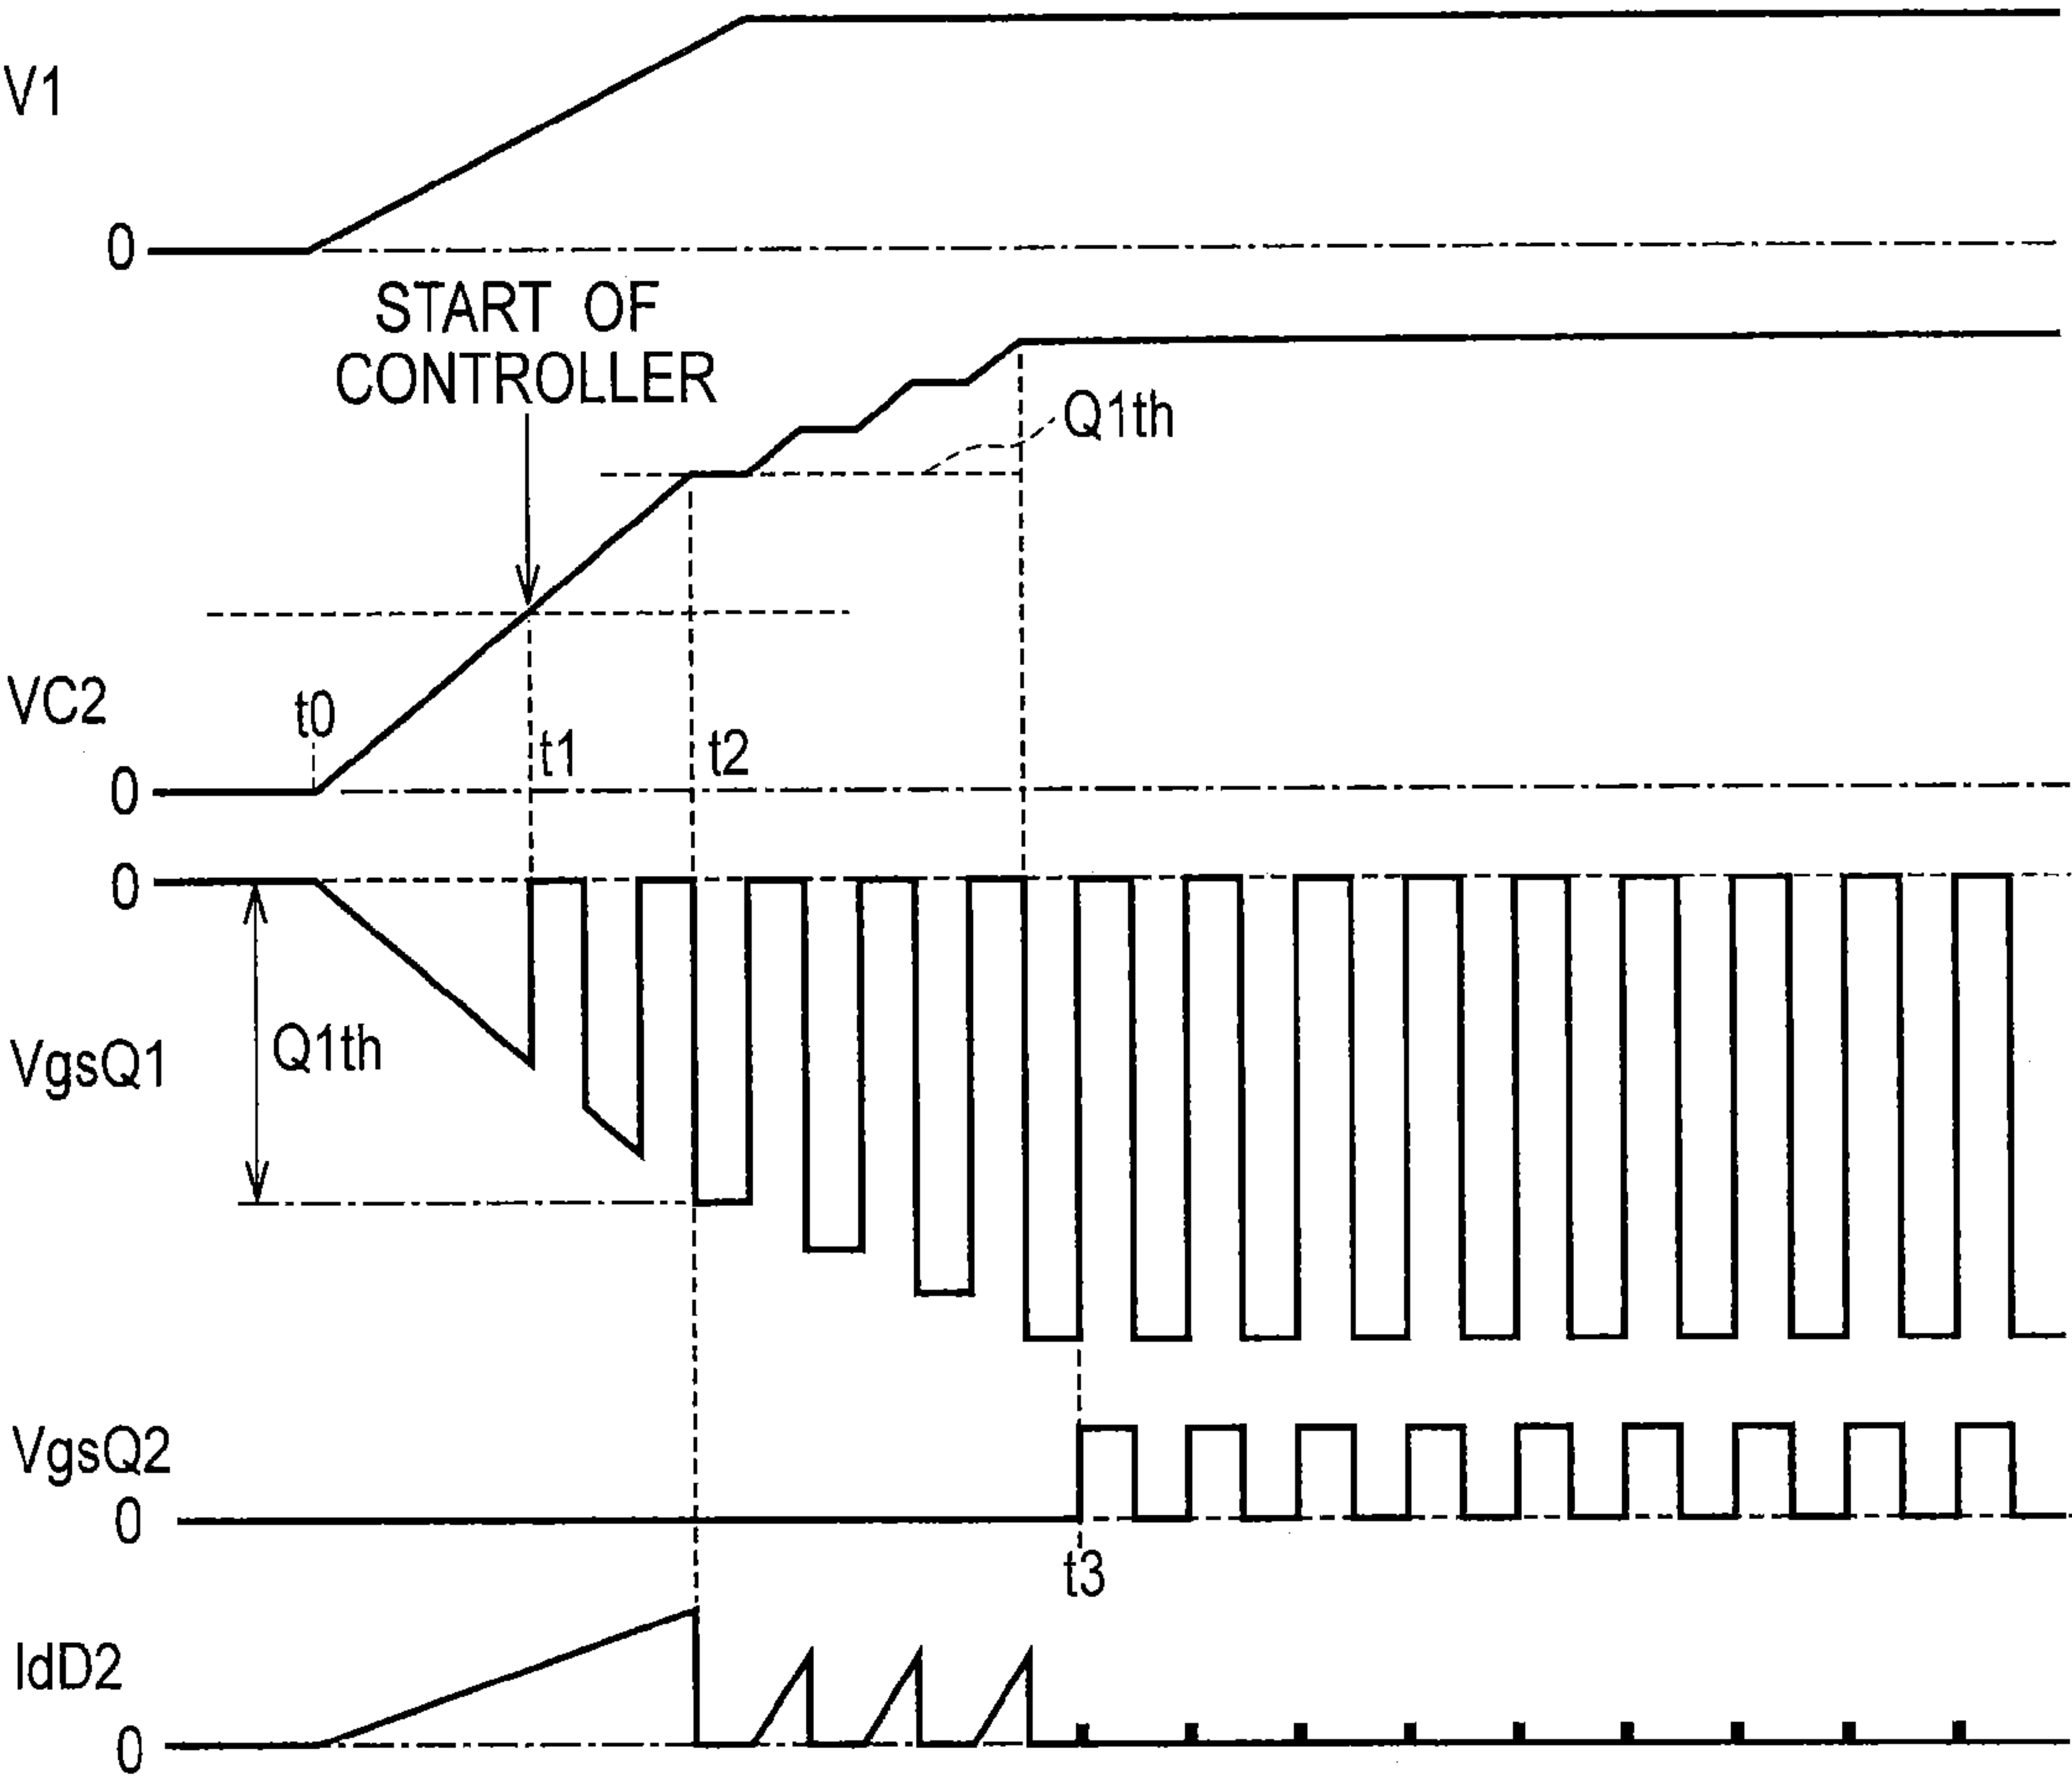 V1
0
START OF
CONTROLLER
Q1th
VC2
t0
t1
t2
0
0
Q1th
VgsQ1
VgsQ2
0
t3
IdD2
0